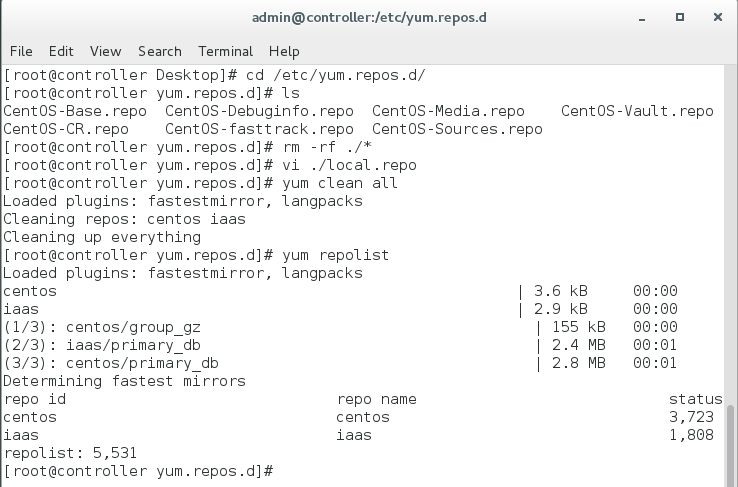 admin@controller:/etc/yum.repos.d
File Edit View Search Terminal Help
[root@controller Desktop]# cd /etc/yum.repos.d/
[root@controller yum.repos.d]# ls
CentOS-Base.repo  CentOS-Debuginfo.repo  CentOS-Media.repo    CentOS-Vault.repo
CentOS-CR.repo    CentOS-fasttrack.repo  CentOS-Sources.repo
[root@controller yum.repos.d]# rm -rf ./*
[root@controller yum.repos.d]# vi ./local.repo
[root@controller yum.repos.d]# yum clean all
Loaded plugins: fastestmirror, langpacks
Cleaning repos: centos iaas
Cleaning up everything
[root@controller yum.repos.d]# yum repolist
Loaded plugins: fastestmirror, langpacks
centos                                                   | 3.6 kB     00:00
iaas                                                     | 2.9 kB     00:00
(1/3): centos/group_gz                                     | 155 kB   00:00
(2/3): iaas/primary_db                                     | 2.4 MB   00:01
(3/3): centos/primary_db                                   | 2.8 MB   00:01
Determining fastest mirrors
repo id                              repo name                            status
centos                               centos                               3,723
iaas                                 iaas                                 1,808
repolist: 5,531
[root@controller yum.repos.d]#